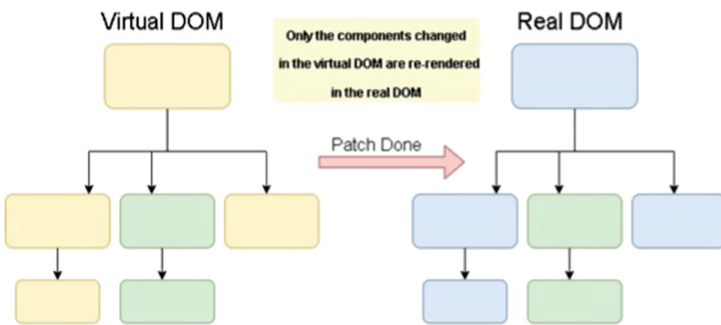 Virtual DOM
Only the components changed
in the virtual DOM are re-rendered
in the real DOM
Real DOM
Patch Done